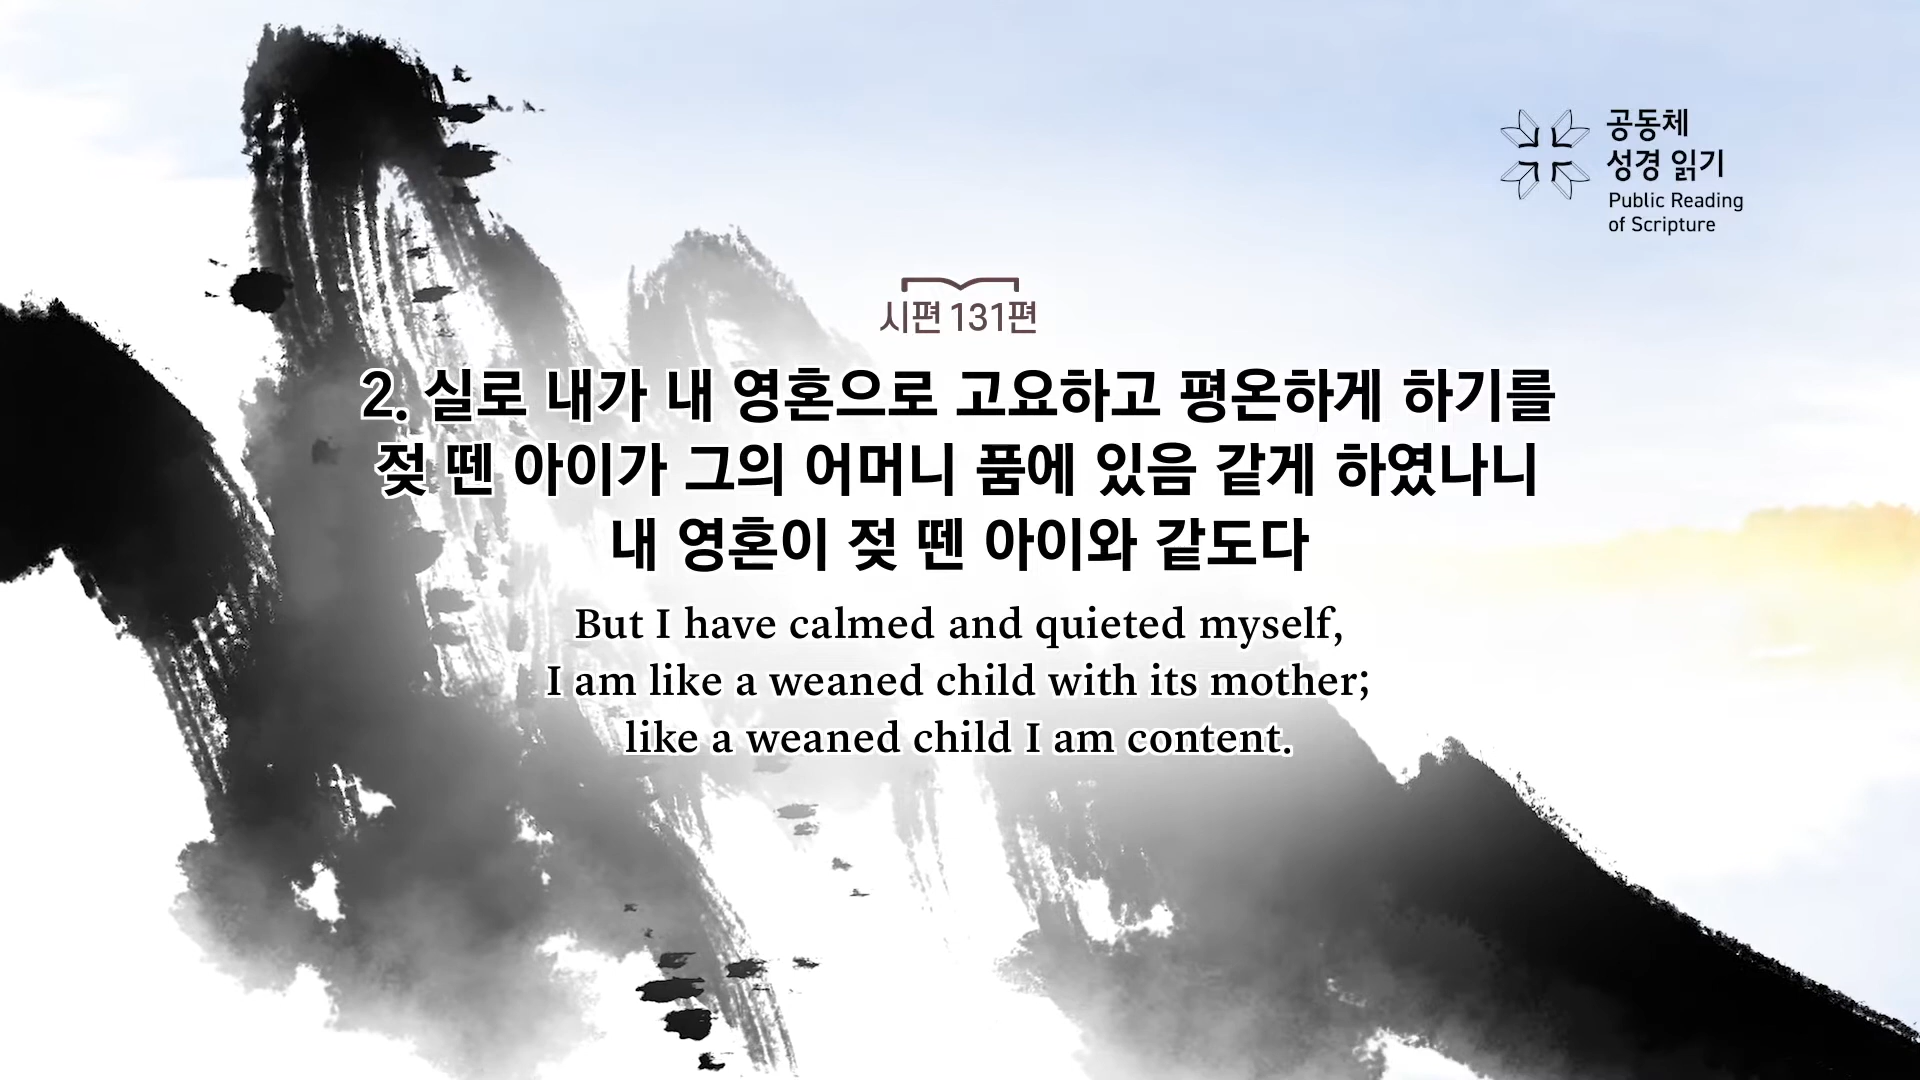 공동체
성경 읽기
Public Reading
of Scripture
시편 131편
2. 실로 내가 내 영혼으로 고요하고 평온하게 하기를
젖 뗀 아이가 그의 어머니 품에 있음 같게 하였나니
내 영혼이 젖 뗀 아이와 같도다
But I have calmed and quieted myself,
I am like a weaned child with its mother;
like a weaned child I am content.